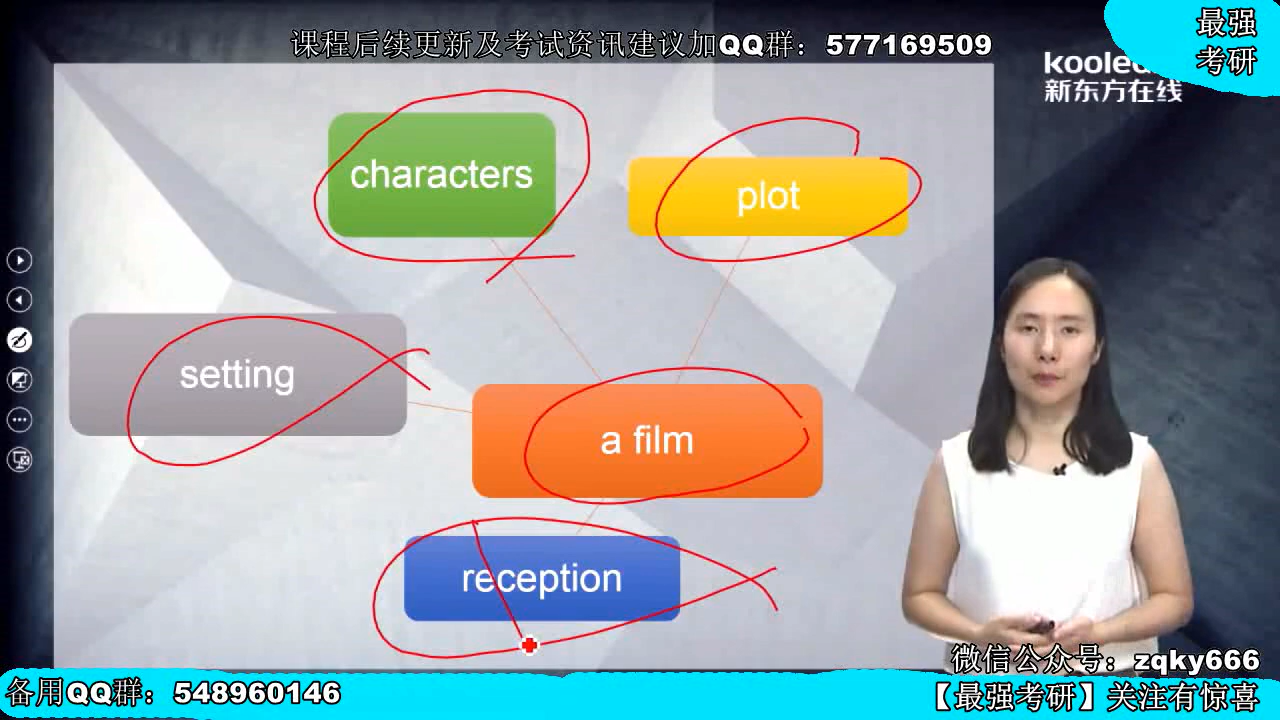 课程后续更新及考试资讯建议加QQ群：577169509
最强
考研
koolea
新东方在线
characters
plot
setting
a film
reception
微信公众号：zqky666
备用QQ群：548960146
【最强考研】关注有惊喜